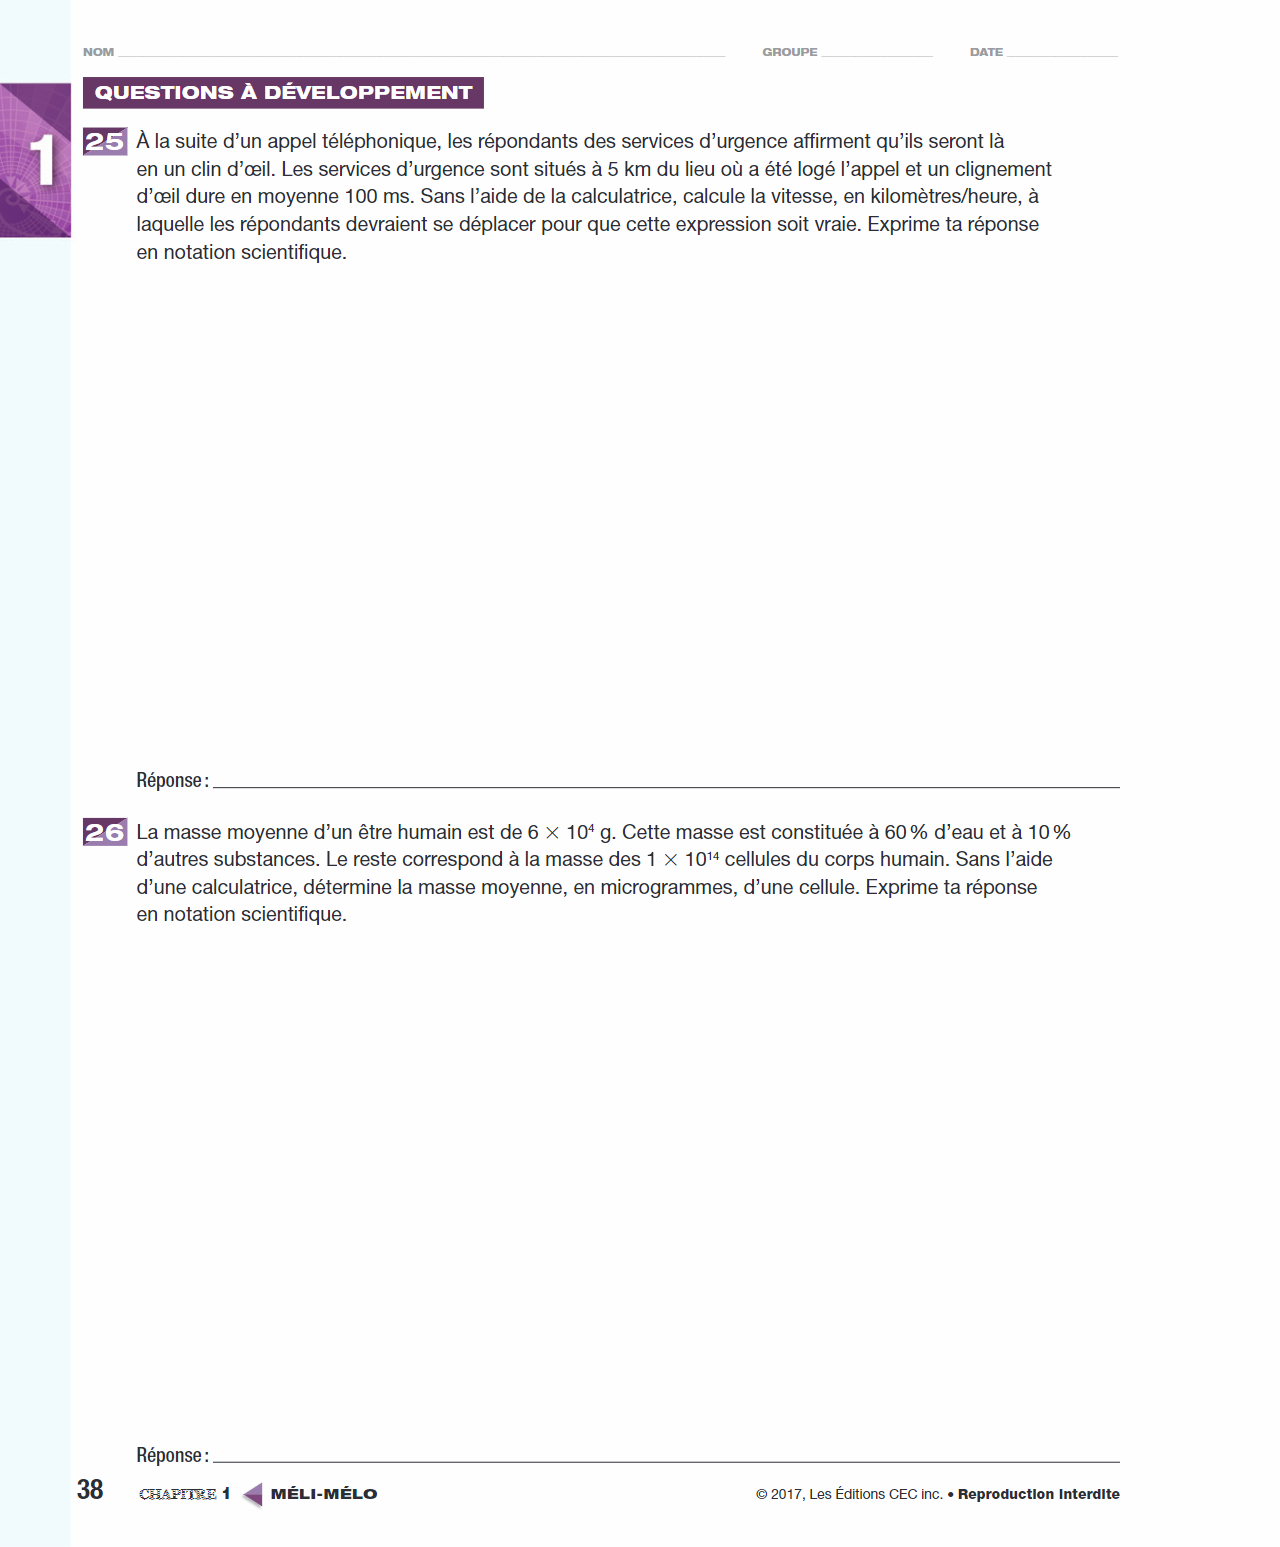 NOM GROUPE DATE
QUESTIONS À DÉVELOPPEMENT
1
25 À la suite d’un appel téléphonique, les répondants des services d’urgence affirment qu’ils seront là
en un clin d’œil. Les services d’urgence sont situés à 5 km du lieu où a été logé l’appel et un clignement
d’œil dure en moyenne 100 ms. Sans l’aide de la calculatrice, calcule la vitesse, en kilomètres/heure, à
laquelle les répondants devraient se déplacer pour que cette expression soit vraie. Exprime ta réponse
en notation scientifique.
Réponse :
26 La masse moyenne d’un être humain est de 6 × 10⁴ g. Cette masse est constituée à 60 % d’eau et à 10 %
d’autres substances. Le reste correspond à la masse des 1 × 10¹⁴ cellules du corps humain. Sans l’aide
d’une calculatrice, détermine la masse moyenne, en microgrammes, d’une cellule. Exprime ta réponse
en notation scientifique.
Réponse :
38 CHAPITRE 1 MÉLI-MÉLO © 2017, Les Éditions CEC inc. • Reproduction interdite